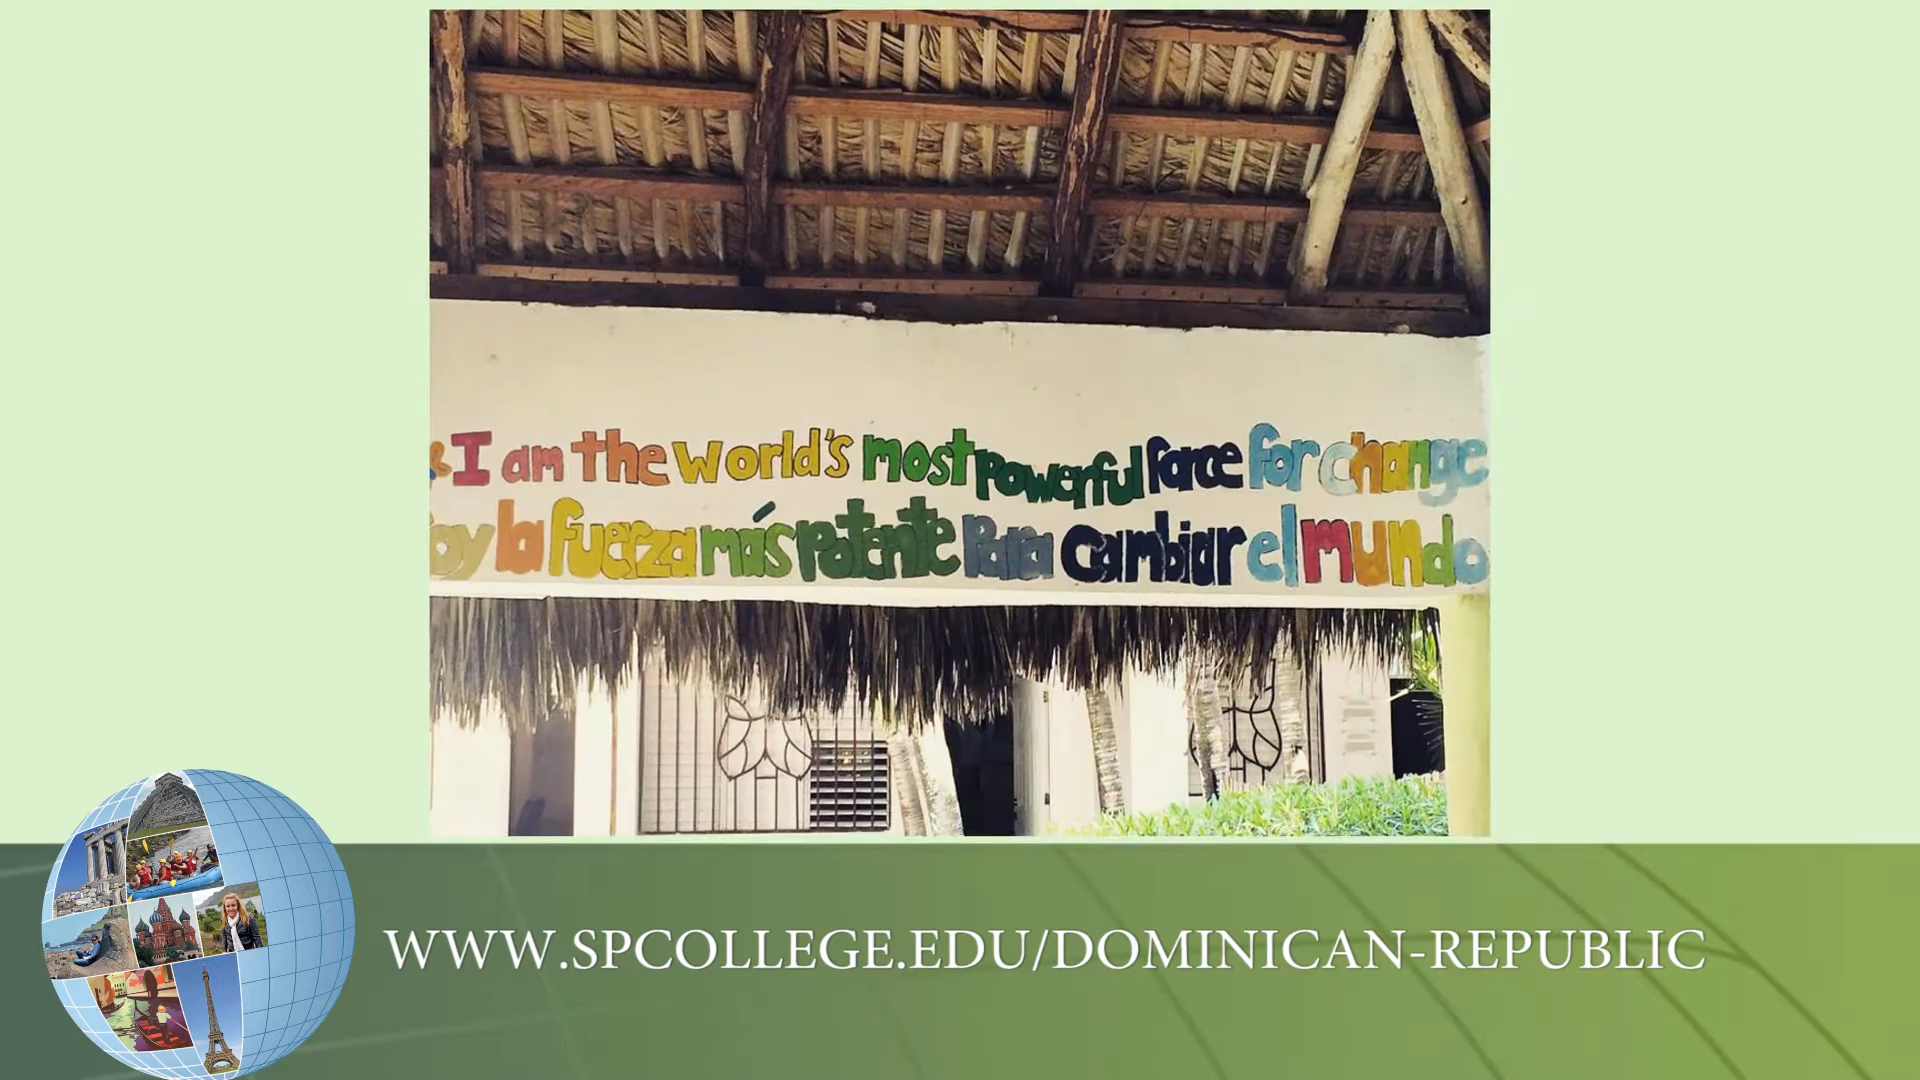 & I am the world's most powerful force for change
oy la fuerza más potente para cambiar el mundo
WWW.SPCOLLEGE.EDU/DOMINICAN-REPUBLIC